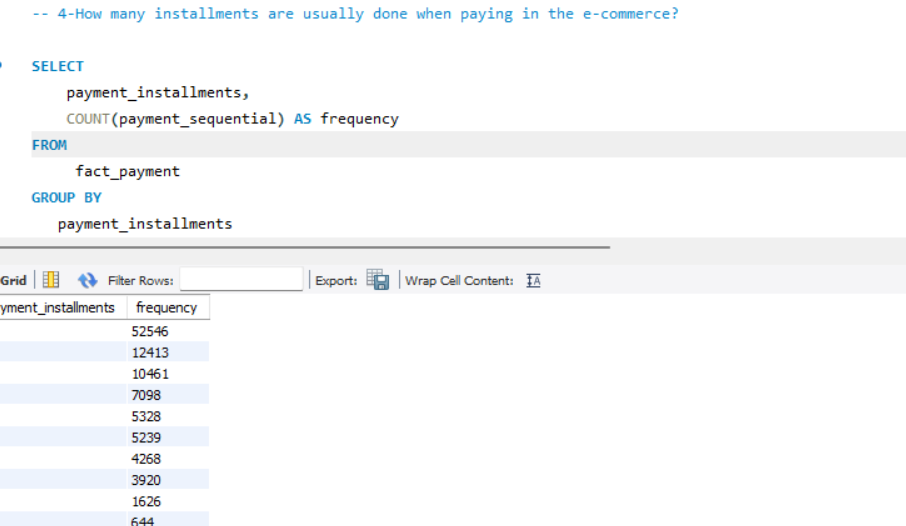 -- 4-How many installments are usually done when paying in the e-commerce?
SELECT
payment_installments,
COUNT(payment_sequential) AS frequency
FROM
fact_payment
GROUP BY
payment_installments
Grid Filter Rows: Export: Wrap Cell Content: IA
yment_installments frequency
52546
12413
10461
7098
5328
5239
4268
3920
1626
644